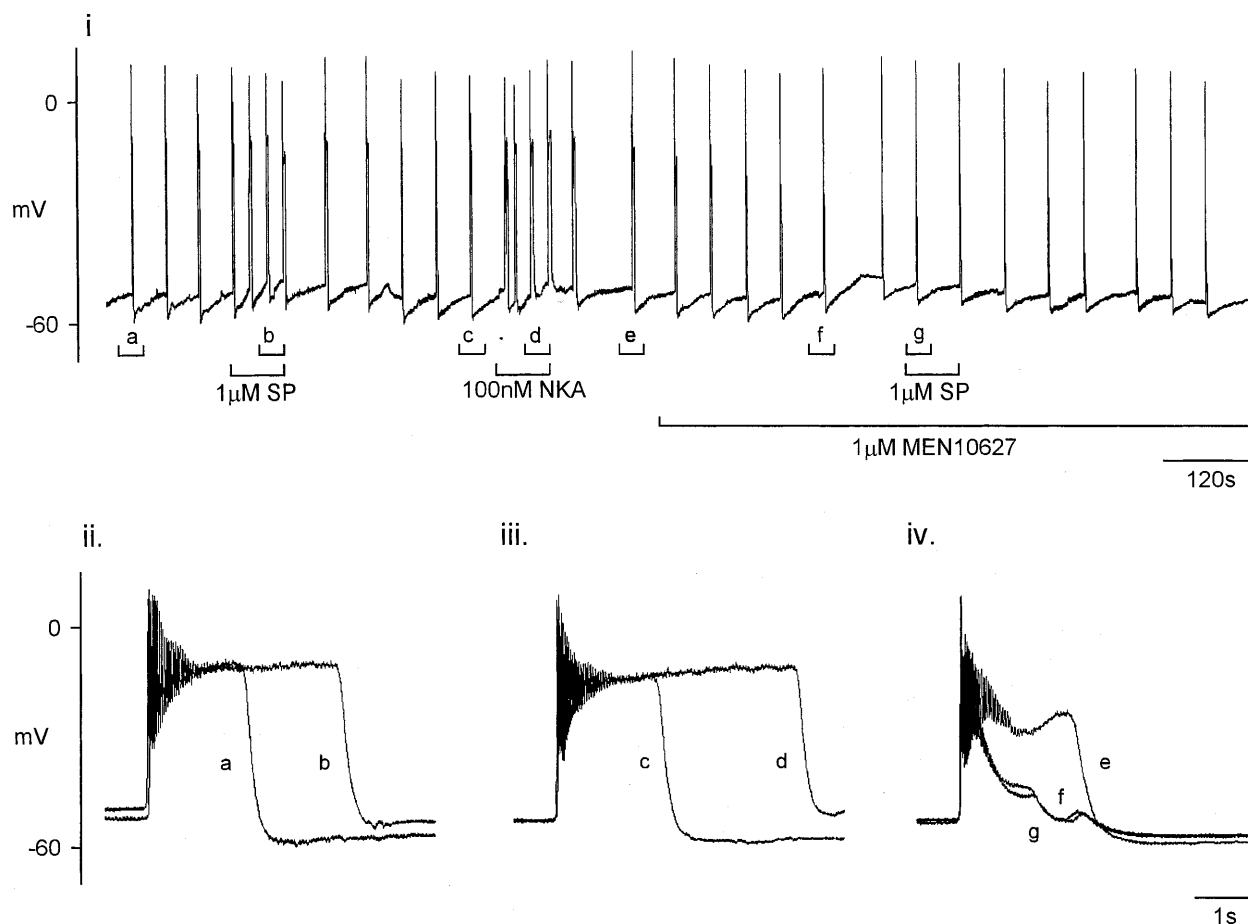 i
0
mV
-60
a b c d e f g
1μM SP 100nM NKA 1μM SP
1μM MEN10627
120s
ii. iii. iv.
0
mV
a b c d e
f
g
-60
1s